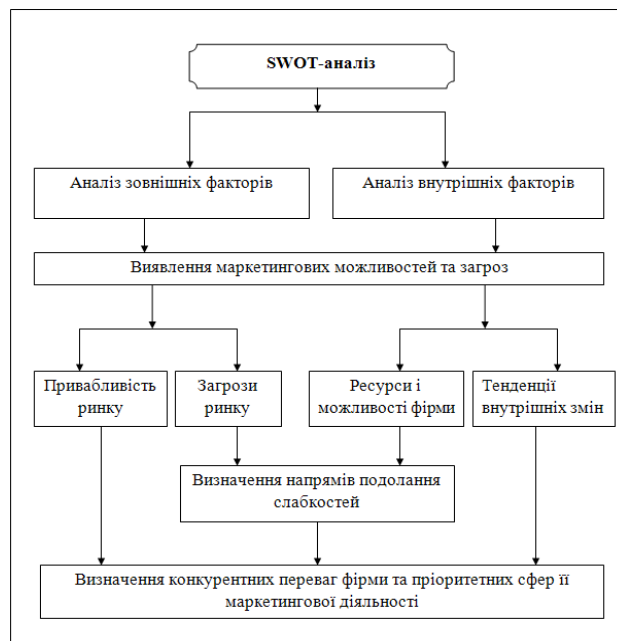 SWOT-аналіз
Аналіз зовнішніх факторів
Аналіз внутрішніх факторів
Виявлення маркетингових можливостей та загроз
Привабливість
ринку
Загрози
ринку
Ресурси і
можливості фірми
Тенденції
внутрішніх змін
Визначення напрямів подолання
слабкостей
Визначення конкурентних переваг фірми та пріоритетних сфер її
маркетингової діяльності